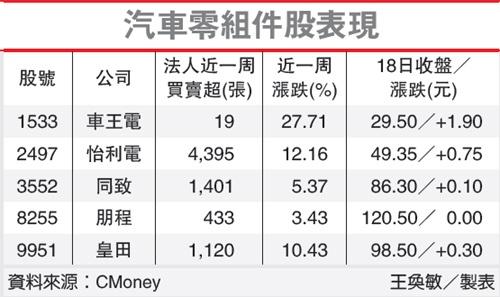 汽車零組件股表現
股號 公司 法人近一周買賣超(張) 近一周漲跌(%) 18日收盤／漲跌(元)
1533 車王電 19 27.71 29.50／+1.90
2497 怡利電 4,395 12.16 49.35／+0.75
3552 同致 1,401 5.37 86.30／+0.10
8255 朋程 433 3.43 120.50／ 0.00
9951 皇田 1,120 10.43 98.50／+0.30
資料來源：CMoney 王奐敏／製表